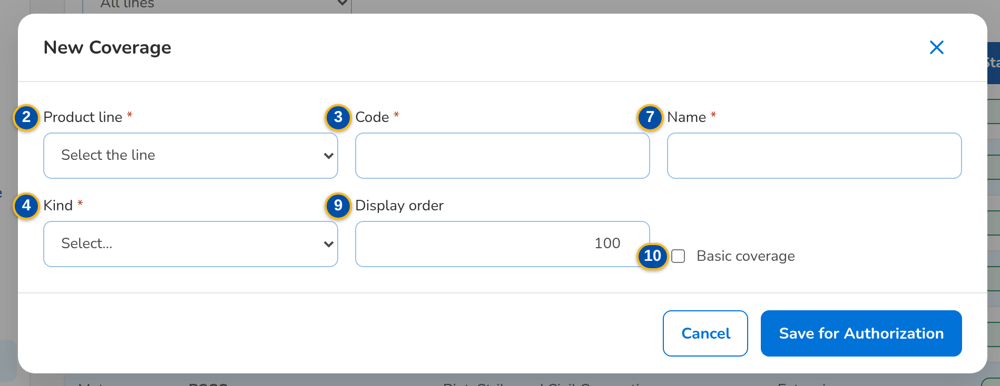 All lines
New Coverage
2 Product line *
3 Code *
7 Name *
Select the line
4 Kind *
9 Display order
Select...
100
10 Basic coverage
Cancel
Save for Authorization